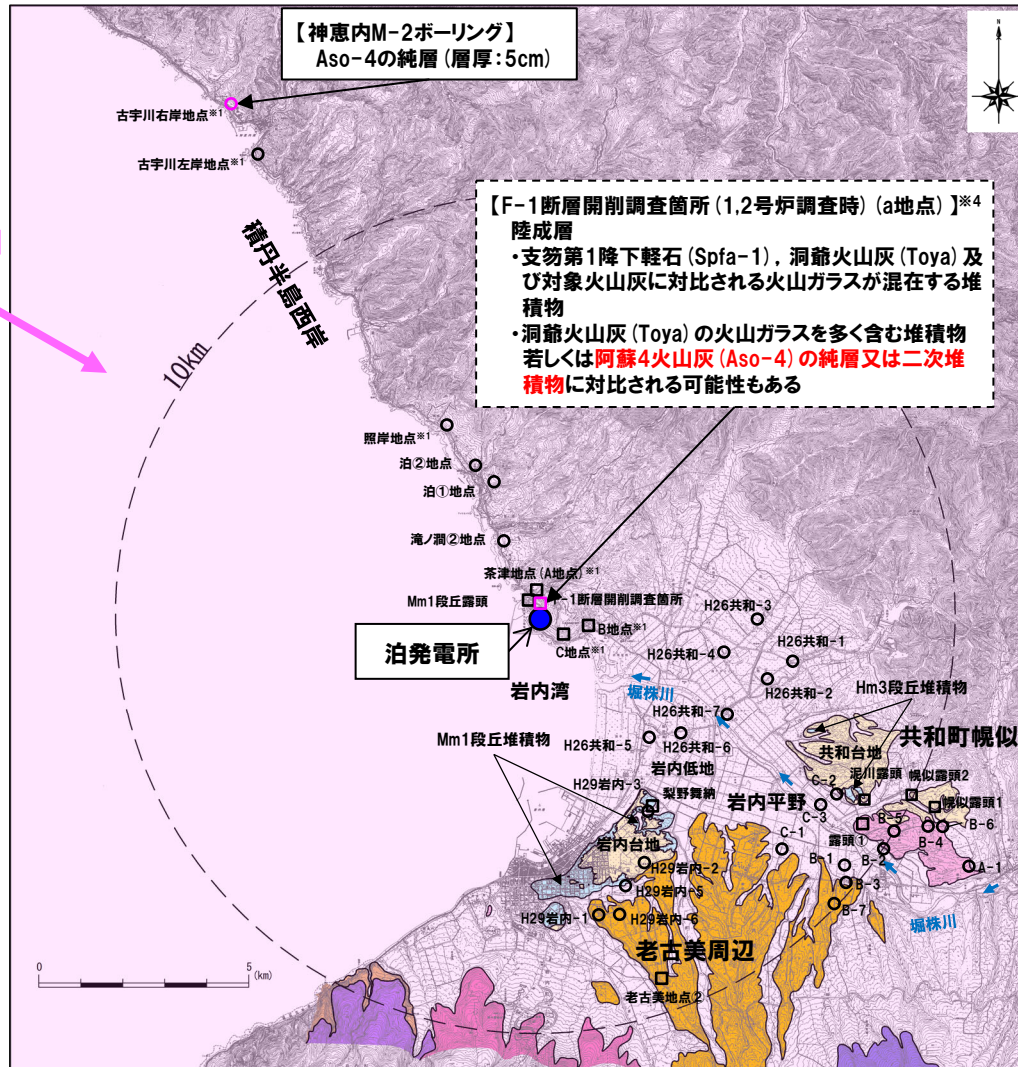 【神恵内M-2ボーリング】
Aso-4の純層(層厚:5cm)
N
古宇川右岸地点※1
古宇川左岸地点※1
積丹半島西岸
10km
【F-1断層開削調査箇所(1,2号炉調査時)(a地点)】※4
陸成層
・支笏第1降下軽石(Spfa-1),洞爺火山灰(Toya)及
び対象火山灰に対比される火山ガラスが混在する堆
積物
・洞爺火山灰(Toya)の火山ガラスを多く含む堆積物
若しくは阿蘇4火山灰(Aso-4)の純層又は二次堆
積物に対比される可能性もある
照岸地点※1
泊②地点
泊①地点
滝ノ澗②地点
茶津地点(A地点)※1
Mm1段丘露頭
-1断層開削調査箇所
B地点※1
C地点※1
泊発電所
岩内湾
H26共和-3
H26共和-1
H26共和-4
H26共和-2
堀株川
Hm3段丘堆積物
H26共和-7
Mm1段丘堆積物
H26共和-5
H26共和-6
共和町幌似
共和台地
岩内低地
H29岩内-3
梨野舞納
C-2
泥川露頭
幌似露頭2
岩内平野
C-3
幌似露頭1
B-5
B-6
岩内台地
C-1
露頭1
B-4
H29岩内-2
B-1
B-2
A-1
H29岩内-5
B-3
H29岩内-1
H29岩内-6
B-7
堀株川
老古美周辺
0
5
(km)
老古美地点②